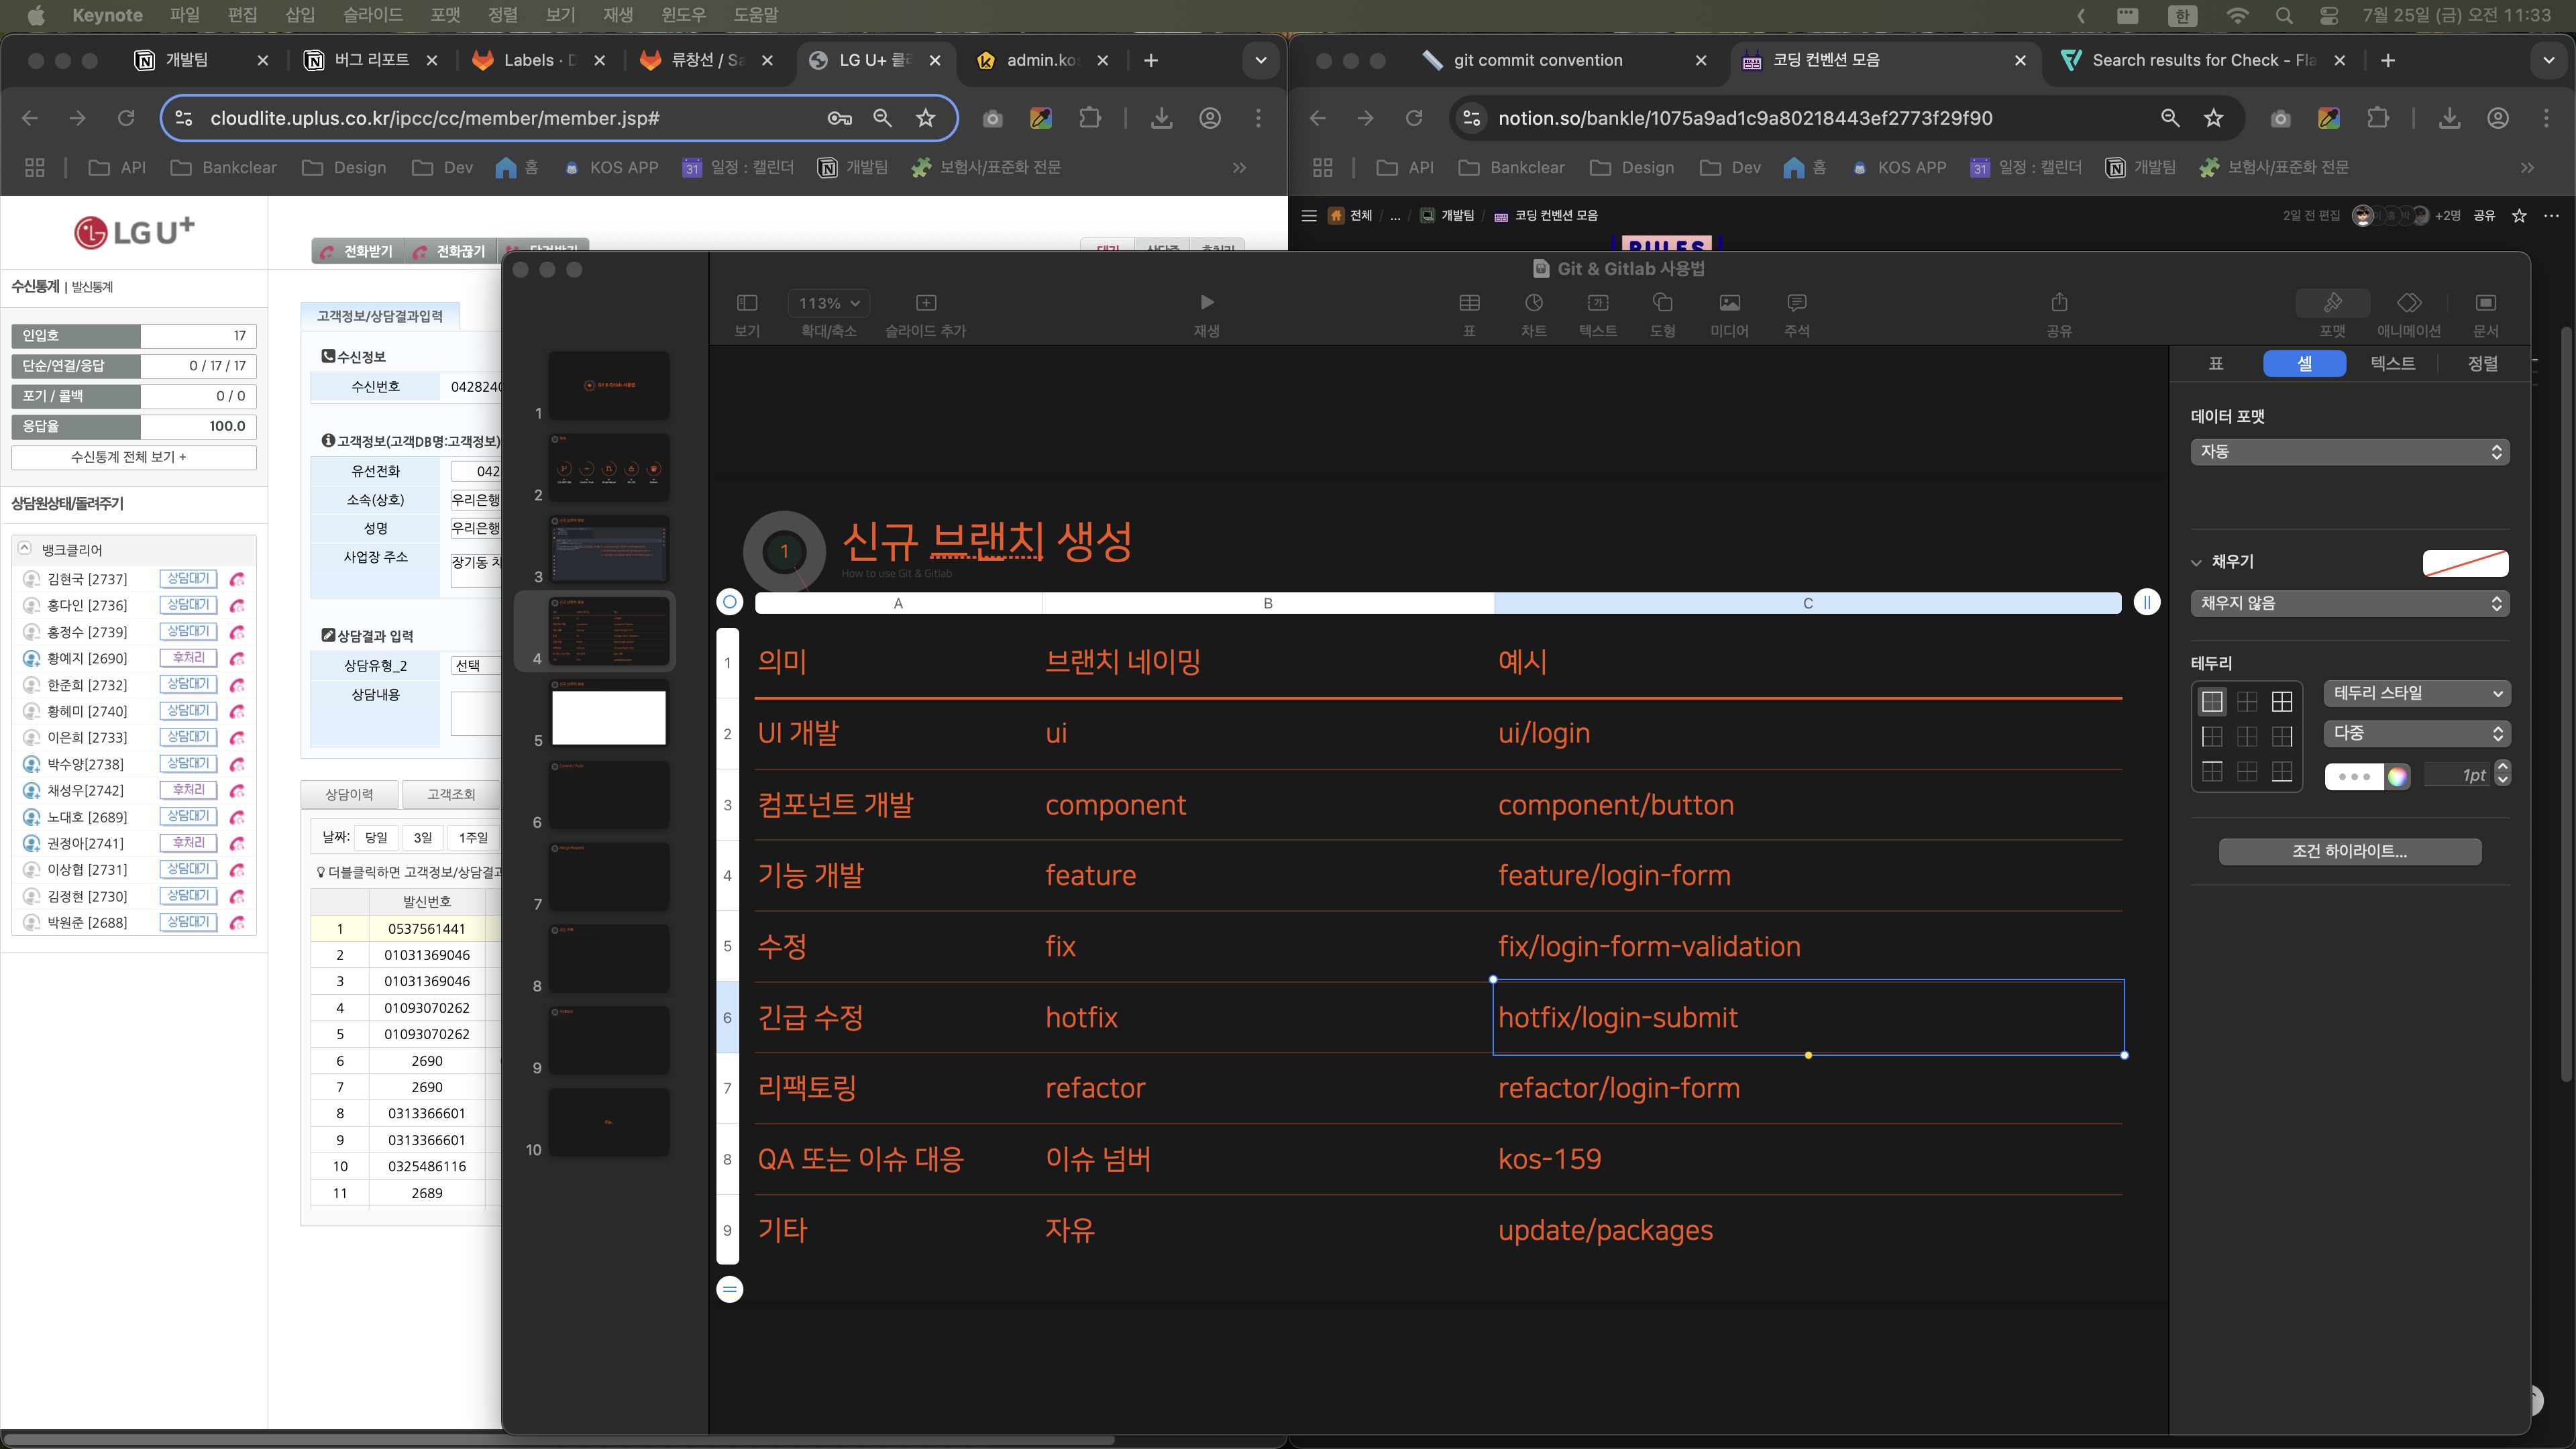 Keynote 파일 편집 삽입 슬라이드 포맷 정렬 보기 재생 윈도우 도움말
한 7월 25일 (금) 오전 11:33
개발팀
버그 리포트
Labels · D
류창선 / Sa
LG U+ 클
admin.ko
cloudlite.uplus.co.kr/ipcc/cc/member/member.jsp#
API Bankclear Design Dev 홈 KOS APP 31 일정 : 캘린더 개발팀 보험사/표준화 전문
git commit convention
코딩 컨벤션 모음
Search results for Check - Fla
notion.so/bankle/1075a9ad1c9a80218443ef2773f29f90
API Bankclear Design Dev 홈 KOS APP 31 일정 : 캘린더 개발팀 보험사/표준화 전문
전체 / ... / 개발팀 / 코딩 컨벤션 모음
2일 전 편집 +2명 공유
RULES
LG U+
수신통계 | 발신통계
인입호 17
단순/연결/응답 0 / 17 / 17
포기 / 콜백 0 / 0
응답율 100.0
수신통계 전체 보기 +
상담원상태/돌려주기
뱅크클리어
김현국 [2737] 상담대기
홍다인 [2736] 상담대기
홍정수 [2739] 상담대기
황예지 [2690] 후처리
한준희 [2732] 상담대기
황혜미 [2740] 상담대기
이은희 [2733] 상담대기
박수양[2738] 상담대기
채성우[2742] 후처리
노대호 [2689] 상담대기
권정아[2741] 후처리
이상협 [2731] 상담대기
김정현 [2730] 상담대기
박원준 [2688] 상담대기
전화받기 전화끊기 당겨받기
대기 상담중 후처리
고객정보/상담결과입력
수신정보
수신번호 0428240
고객정보(고객DB명:고객정보)
유선전화 042
소속(상호) 우리은행
성명 우리은행
사업장 주소 장기동 차
상담결과 입력
상담유형_2 선택
상담내용
상담이력 고객조회
날짜: 당일 3일 1주일
더블클릭하면 고객정보/상담결과
발신번호
1 0537561441
2 01031369046
3 01031369046
4 01093070262
5 01093070262
6 2690
7 2690
8 0313366601
9 0313366601
10 0325486116
11 2689
Git & Gitlab 사용법
113%
보기 확대/축소 슬라이드 추가 재생 표 차트 텍스트 도형 미디어 주석 공유 포맷 애니메이션 문서
1
Git & Gitlab 사용법
2
3
4
5
6
7
8
9
10
1
신규 브랜치 생성
How to use Git & Gitlab
A B C
1 의미 브랜치 네이밍 예시
2 UI 개발 ui ui/login
3 컴포넌트 개발 component component/button
4 기능 개발 feature feature/login-form
5 수정 fix fix/login-form-validation
6 긴급 수정 hotfix hotfix/login-submit
7 리팩토링 refactor refactor/login-form
8 QA 또는 이슈 대응 이슈 넘버 kos-159
9 기타 자유 update/packages
표 셀 텍스트 정렬
데이터 포맷
자동
채우기
채우지 않음
테두리
테두리 스타일
다중
1pt
조건 하이라이트...